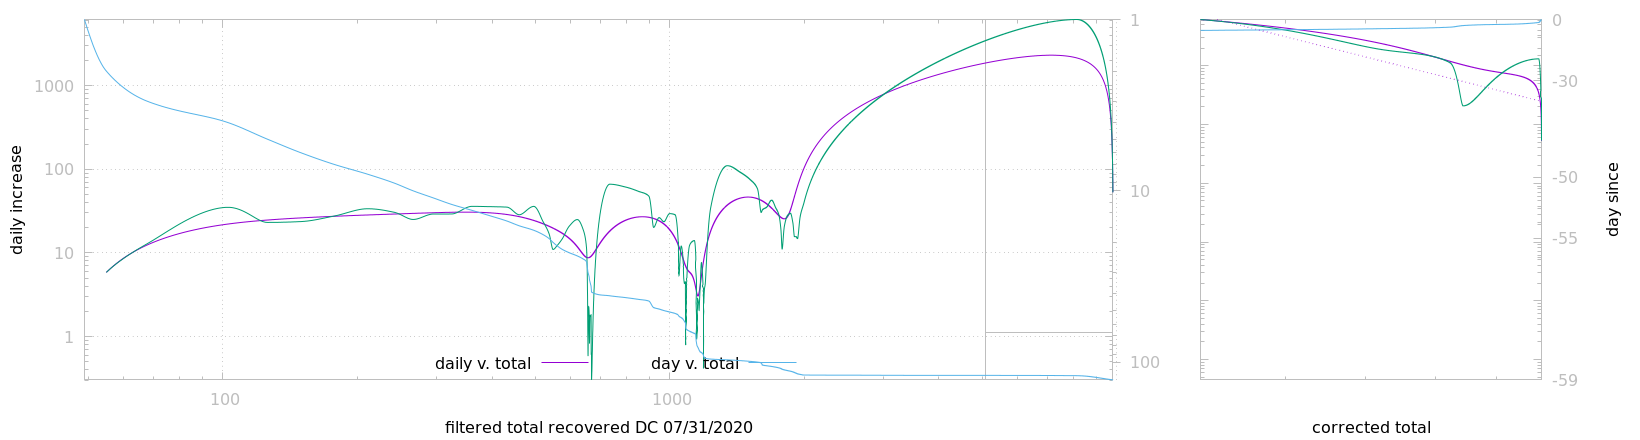 daily increase
1000
100
10
1
100
1000
filtered total recovered DC 07/31/2020
daily v. total
day v. total
1
10
100
0
-30
-50
-55
-59
day since
corrected total